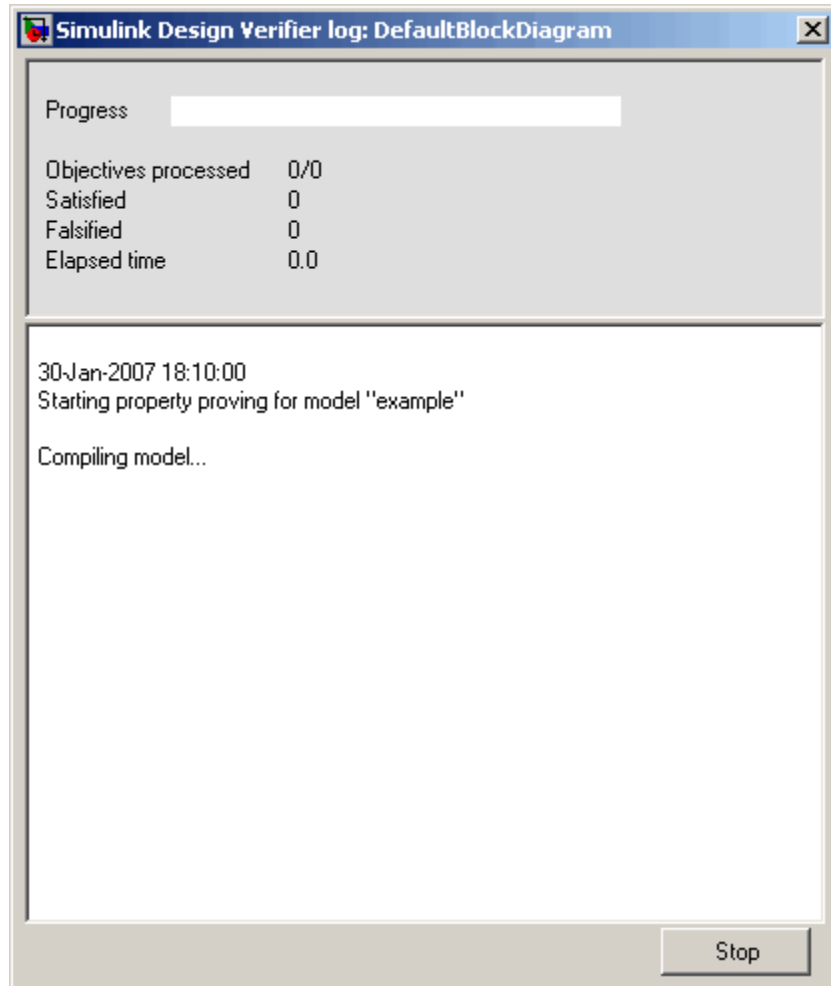 Simulink Design Verifier log: DefaultBlockDiagram
Progress
Objectives processed 0/0
Satisfied 0
Falsified 0
Elapsed time 0.0
30-Jan-2007 18:10:00
Starting property proving for model "example"
Compiling model...
Stop